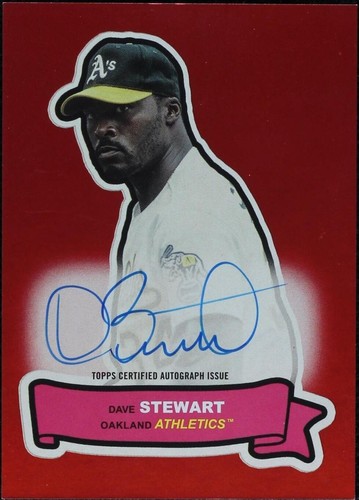 A's
TOPPS CERTIFIED AUTOGRAPH ISSUE
DAVE STEWART
OAKLAND ATHLETICS™